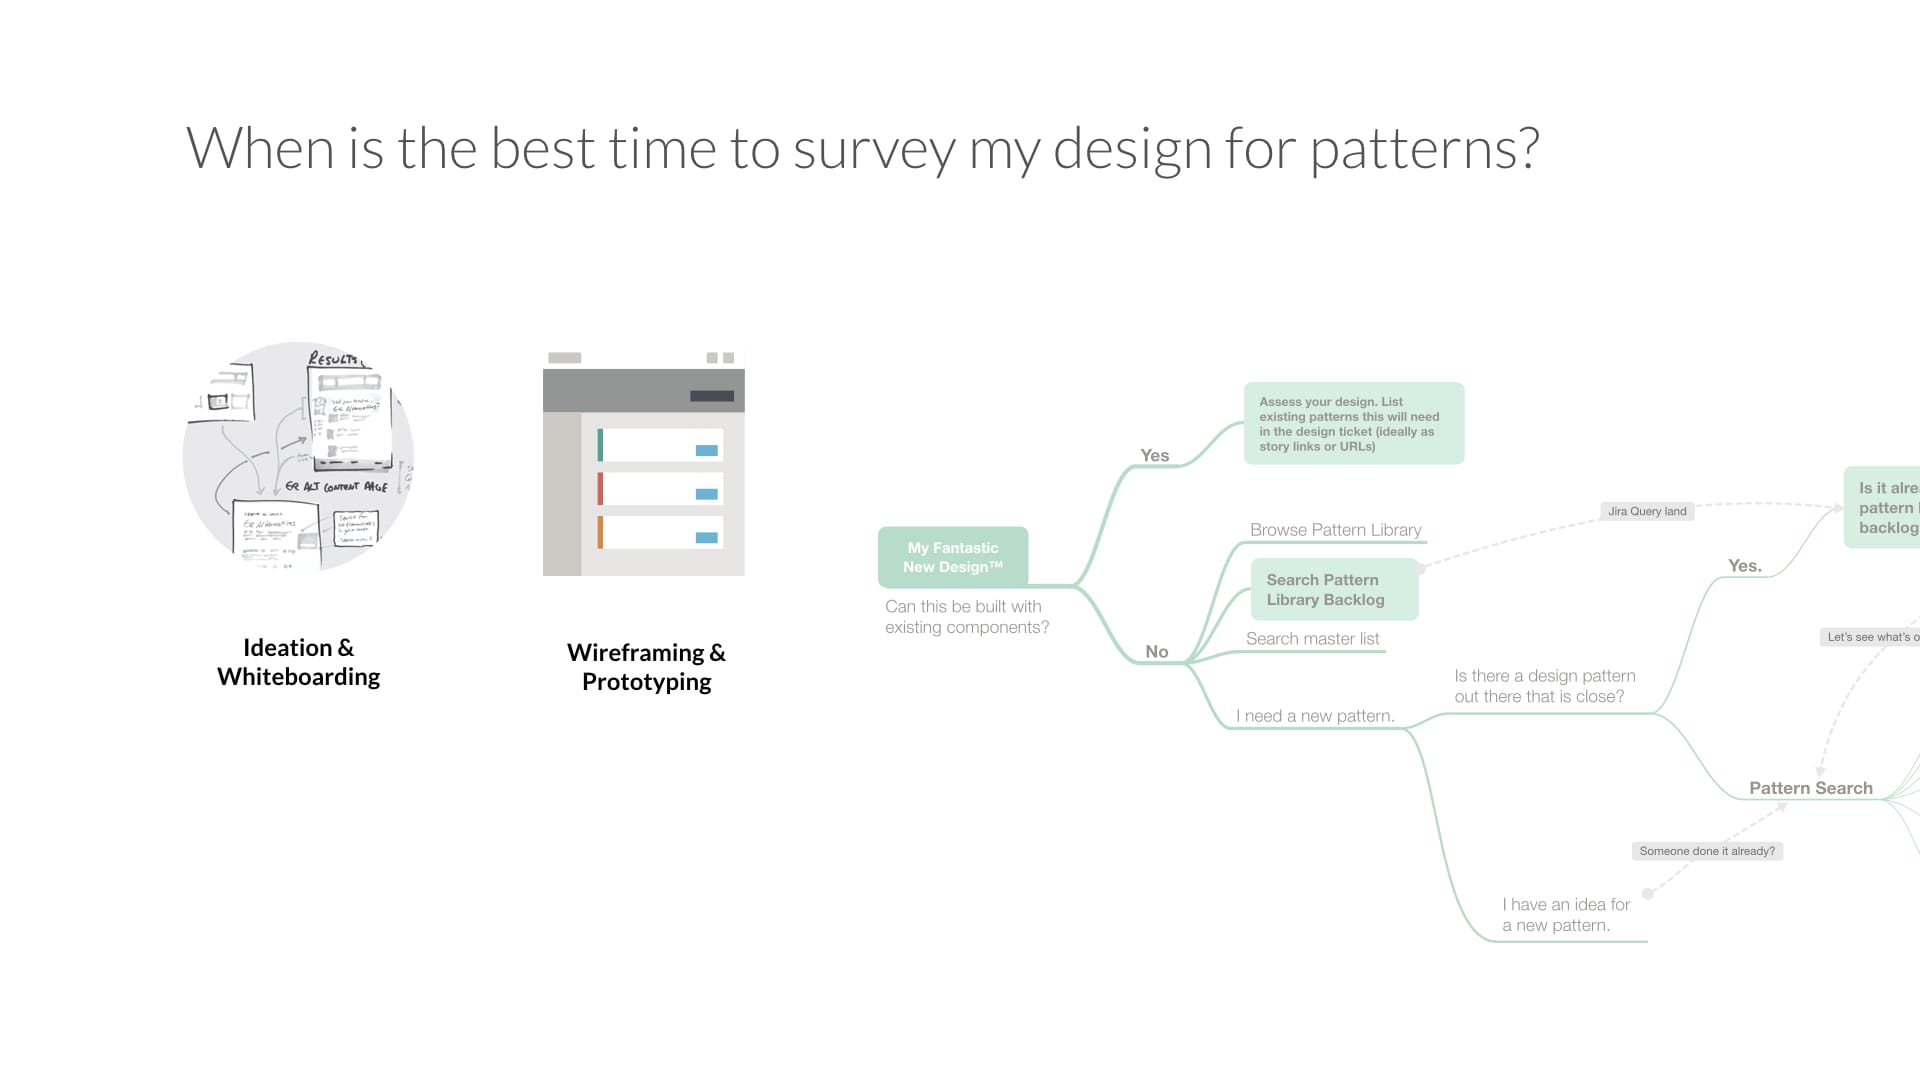 When is the best time to survey my design for patterns?
RESULTS
ER ALT CONTENT PAGE
ER Alternatives
Ideation &
Whiteboarding
Wireframing &
Prototyping
My Fantastic
New Design™
Can this be built with
existing components?
Yes
Assess your design. List
existing patterns this will need
in the design ticket (ideally as
story links or URLs)
No
Browse Pattern Library
Search Pattern
Library Backlog
Search master list
I need a new pattern.
Jira Query land
Is there a design pattern
out there that is close?
Yes.
Is it alre
pattern
backlog
Let's see what's o
Pattern Search
Someone done it already?
I have an idea for
a new pattern.